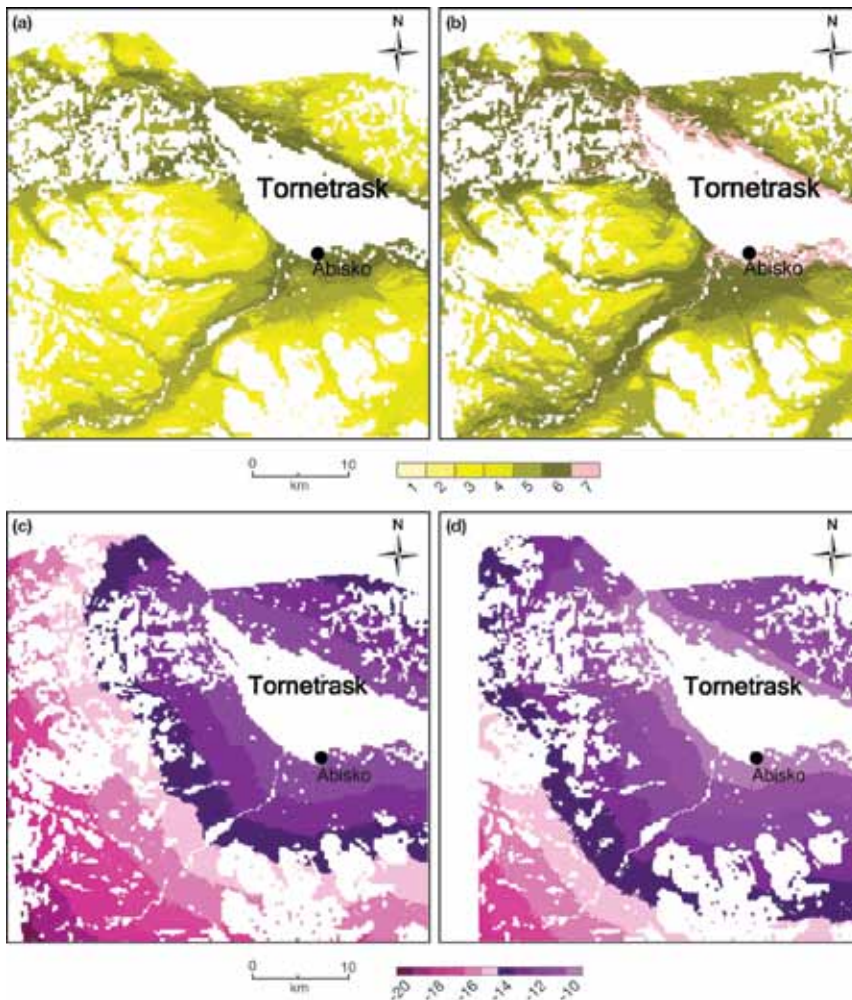 (a)
N
Tornetrask
Abisko
(b)
N
Tornetrask
Abisko
0 10
km
1 2 3 4 5 6 7
(c)
N
Tornetrask
Abisko
(d)
N
Tornetrask
Abisko
0 10
km
-20 -18 -16 -14 -12 -10